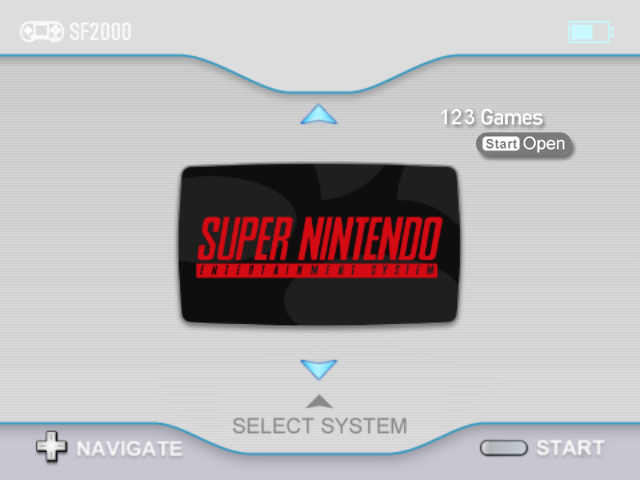 SF2000
123 Games
Start Open
SUPER NINTENDO
ENTERTAINMENT SYSTEM
SELECT SYSTEM
NAVIGATE
START